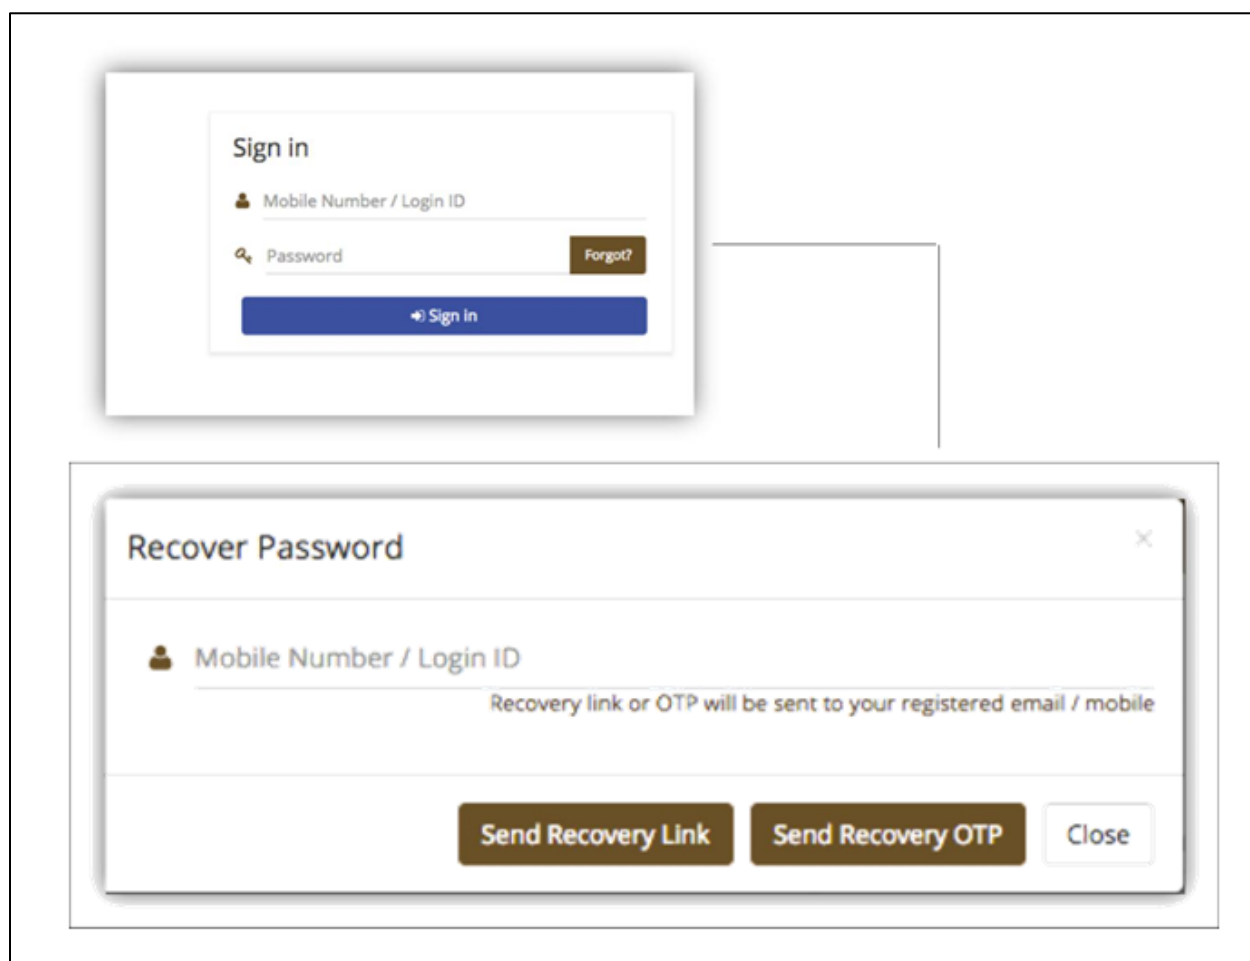 Sign in
Mobile Number / Login ID
Password
Forgot?
Sign in
Recover Password
×
Mobile Number / Login ID
Recovery link or OTP will be sent to your registered email / mobile
Send Recovery Link
Send Recovery OTP
Close